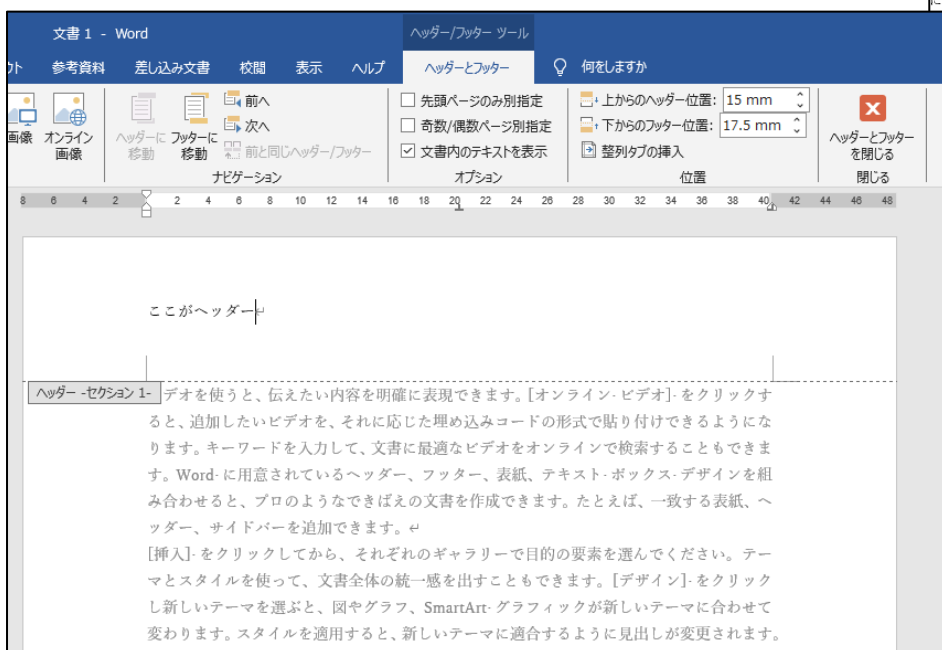 に
文書 1 - Word
ヘッダー/フッター ツール
ウト 参考資料 差し込み文書 校閲 表示 ヘルプ ヘッダーとフッター 何をしますか
画像
オンライン
画像
ヘッダーに
移動
フッターに
移動
前へ
次へ
前と同じヘッダー/フッター
ナビゲーション
先頭ページのみ別指定
奇数/偶数ページ別指定
文書内のテキストを表示
オプション
上からのヘッダー位置: 15 mm
下からのフッター位置: 17.5 mm
整列タブの挿入
位置
ヘッダーとフッター
を閉じる
閉じる
8 6 4 2 2 4 6 8 10 12 14 16 18 20 22 24 26 28 30 32 34 36 38 40 42 44 46 48
ここがヘッダー↵
ヘッダー -セクション 1-
デオを使うと、伝えたい内容を明確に表現できます。[オンライン·ビデオ]·をクリックす
ると、追加したいビデオを、それに応じた埋め込みコードの形式で貼り付けできるようにな
ります。キーワードを入力して、文書に最適なビデオをオンラインで検索することもできま
す。Word·に用意されているヘッダー、フッター、表紙、テキスト·ボックス·デザインを組
み合わせると、プロのようなできばえの文書を作成できます。たとえば、一致する表紙、ヘ
ッダー、サイドバーを追加できます。↵
[挿入]·をクリックしてから、それぞれのギャラリーで目的の要素を選んでください。テー
マとスタイルを使って、文書全体の統一感を出すこともできます。[デザイン]·をクリック
し新しいテーマを選ぶと、図やグラフ、SmartArt·グラフィックが新しいテーマに合わせて
変わります。スタイルを適用すると、新しいテーマに適合するように見出しが変更されます。